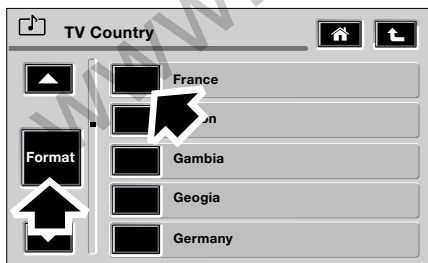 TV Country
France
Format
Gambia
Geogia
Germany